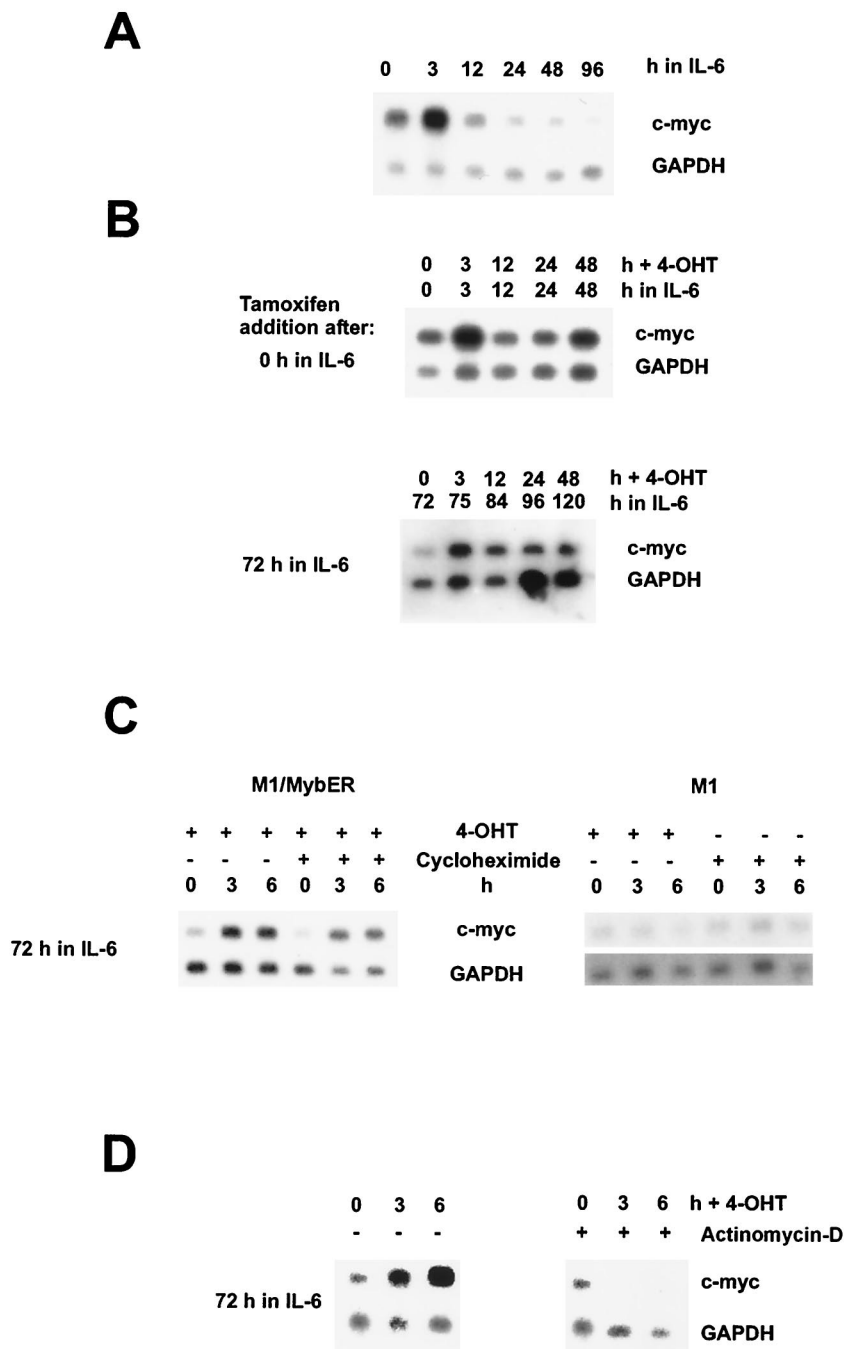 A
0 3 12 24 48 96 h in IL-6
c-myc
GAPDH
B
0 3 12 24 48 h + 4-OHT
0 3 12 24 48 h in IL-6
Tamoxifen
addition after:
0 h in IL-6
c-myc
GAPDH
0 3 12 24 48 h + 4-OHT
72 75 84 96 120 h in IL-6
72 h in IL-6
c-myc
GAPDH
C
M1/MybER M1
+ + + + + + 4-OHT + + + - - -
- - - + + + Cycloheximide - - - + + +
0 3 6 0 3 6 h 0 3 6 0 3 6
72 h in IL-6
c-myc
GAPDH
D
0 3 6 0 3 6 h + 4-OHT
- - - + + + Actinomycin-D
72 h in IL-6
c-myc
GAPDH